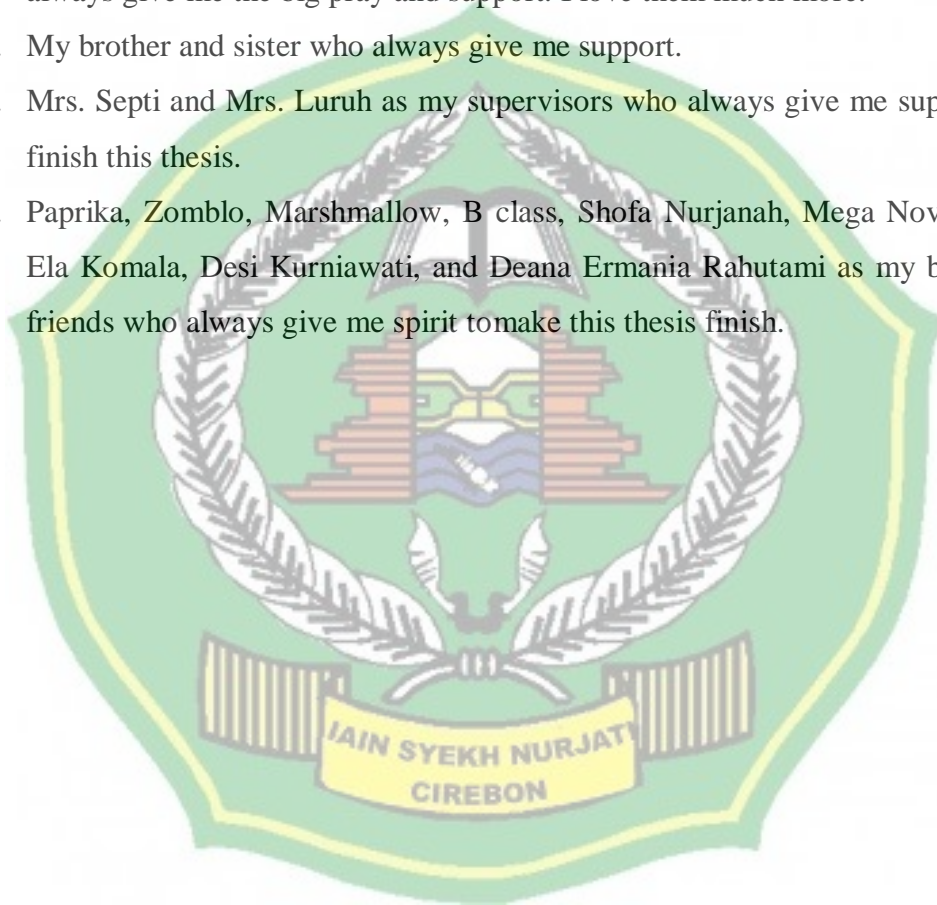 always give me the big pray and support. I love them much more.
My brother and sister who always give me support.
Mrs. Septi and Mrs. Luruh as my supervisors who always give me sup
finish this thesis.
Paprika, Zomblo, Marshmallow, B class, Shofa Nurjanah, Mega Nov
Ela Komala, Desi Kurniawati, and Deana Ermania Rahutami as my b
friends who always give me spirit tomake this thesis finish.
IAIN SYEKH NURJATI
CIREBON